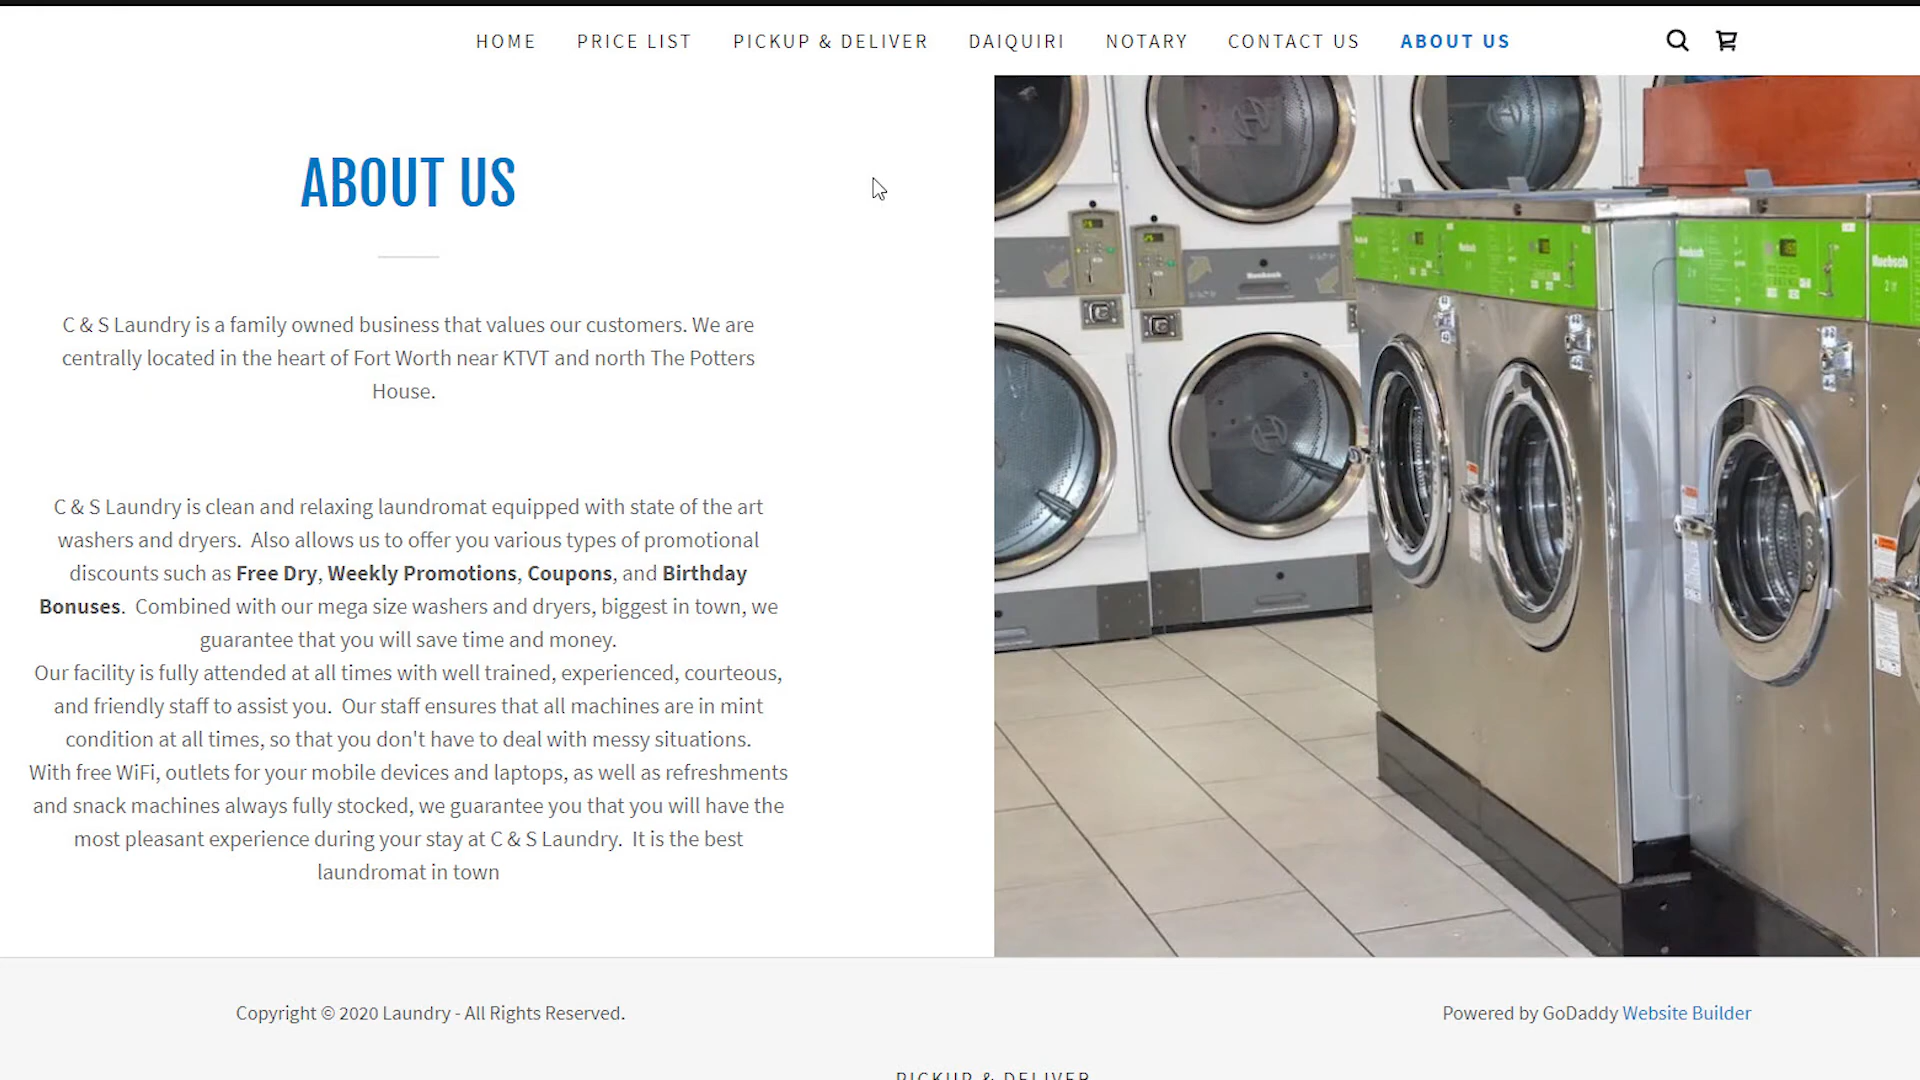 HOME PRICE LIST PICKUP & DELIVER DAIQUIRI NOTARY CONTACT US ABOUT US
ABOUT US
C & S Laundry is a family owned business that values our customers. We are
centrally located in the heart of Fort Worth near KTVT and north The Potters
House.
C & S Laundry is clean and relaxing laundromat equipped with state of the art
washers and dryers.  Also allows us to offer you various types of promotional
discounts such as Free Dry, Weekly Promotions, Coupons, and Birthday
Bonuses.  Combined with our mega size washers and dryers, biggest in town, we
guarantee that you will save time and money.
Our facility is fully attended at all times with well trained, experienced, courteous,
and friendly staff to assist you.  Our staff ensures that all machines are in mint
condition at all times, so that you don't have to deal with messy situations.
With free WiFi, outlets for your mobile devices and laptops, as well as refreshments
and snack machines always fully stocked, we guarantee you that you will have the
most pleasant experience during your stay at C & S Laundry.  It is the best
laundromat in town
Huebsch
Copyright © 2020 Laundry - All Rights Reserved.
Powered by GoDaddy Website Builder
PICKUP & DELIVER